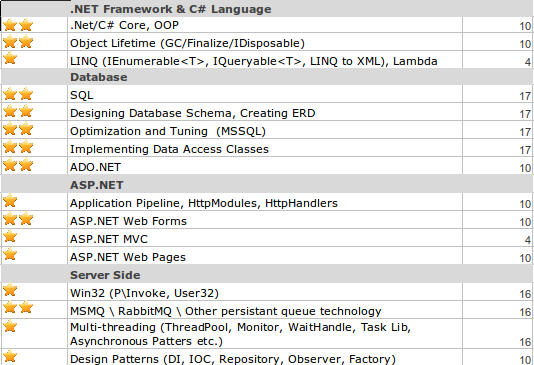 .NET Framework & C# Language
.Net/C# Core, OOP 10
Object Lifetime (GC/Finalize/IDisposable) 10
LINQ (IEnumerable<T>, IQueryable<T>, LINQ to XML), Lambda 4
Database
SQL 17
Designing Database Schema, Creating ERD 17
Optimization and Tuning (MSSQL) 17
Implementing Data Access Classes 17
ADO.NET 10
ASP.NET
Application Pipeline, HttpModules, HttpHandlers 10
ASP.NET Web Forms 10
ASP.NET MVC 4
ASP.NET Web Pages 10
Server Side
Win32 (P\Invoke, User32) 16
MSMQ \ RabbitMQ \ Other persistant queue technology 16
Multi-threading (ThreadPool, Monitor, WaitHandle, Task Lib,
Asynchronous Patters etc.) 16
Design Patterns (DI, IOC, Repository, Observer, Factory) 10